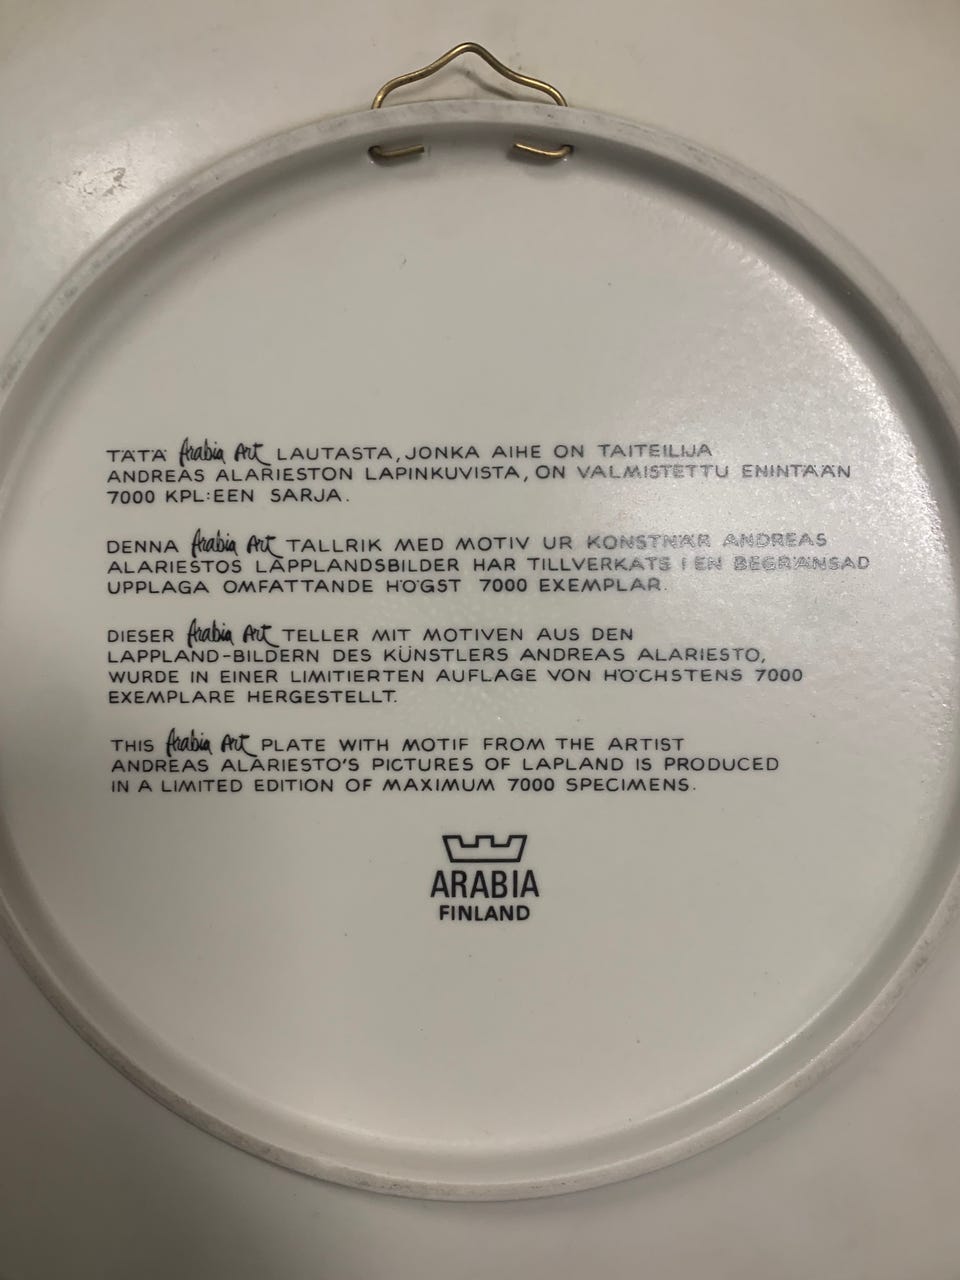 TÄTÄ Arabia Art LAUTASTA, JONKA AIHE ON TAITEILIJA
ANDREAS ALARIESTON LAPINKUVISTA, ON VALMISTETTU ENINTÄÄN
7000 KPL:EEN SARJA.
DENNA Arabia Art TALLRIK MED MOTIV UR KONSTNÄR ANDREAS
ALARIESTOS LAPPLANDSBILDER HAR TILLVERKATS I EN BEGRÄNSAD
UPPLAGA OMFATTANDE HÖGST 7000 EXEMPLAR.
DIESER Arabia Art TELLER MIT MOTIVEN AUS DEN
LAPPLAND-BILDERN DES KÜNSTLERS ANDREAS ALARIESTO,
WURDE IN EINER LIMITIERTEN AUFLAGE VON HÖCHSTENS 7000
EXEMPLARE HERGESTELLT.
THIS Arabia Art PLATE WITH MOTIF FROM THE ARTIST
ANDREAS ALARIESTO'S PICTURES OF LAPLAND IS PRODUCED
IN A LIMITED EDITION OF MAXIMUM 7000 SPECIMENS.
ARABIA
FINLAND